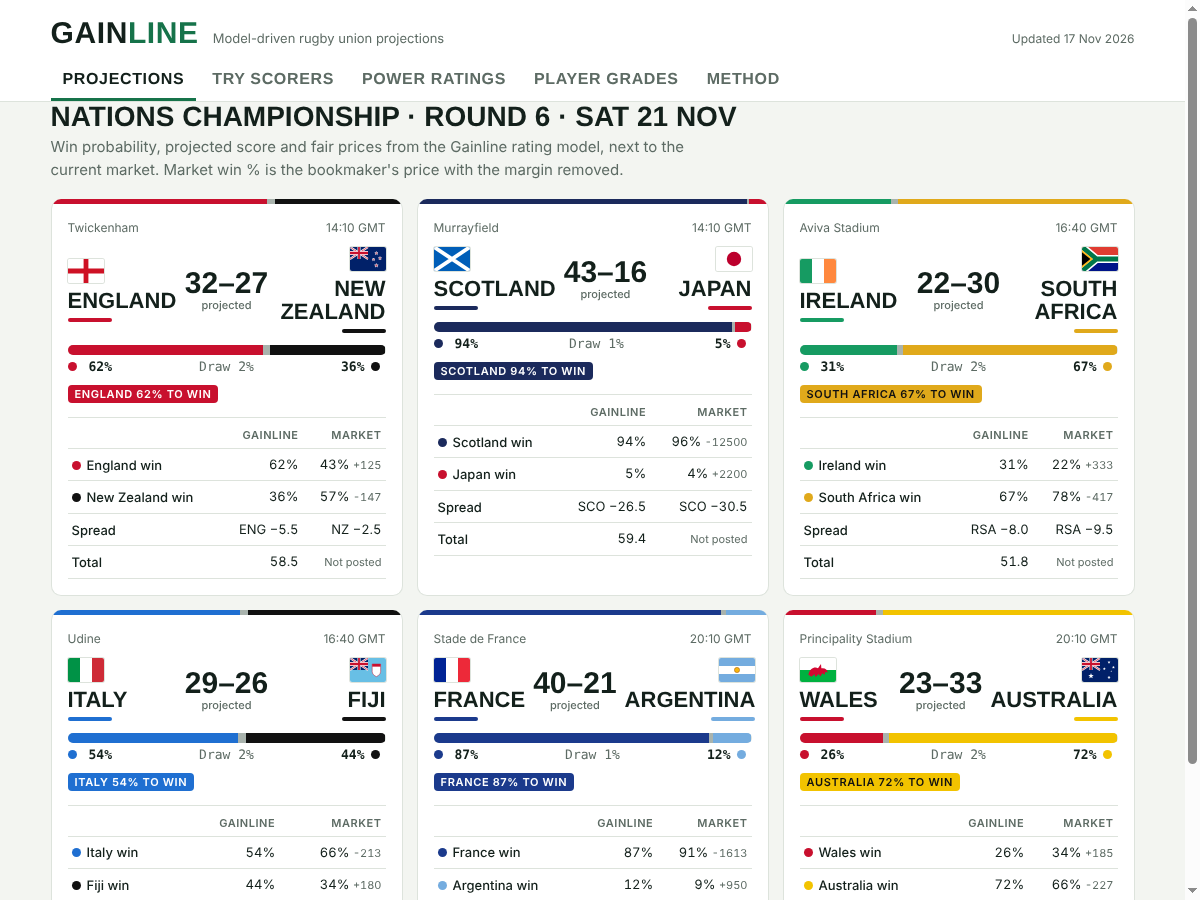 GAINLINE Model-driven rugby union projections Updated 17 Nov 2026
PROJECTIONS TRY SCORERS POWER RATINGS PLAYER GRADES METHOD
NATIONS CHAMPIONSHIP · ROUND 6 · SAT 21 NOV
Win probability, projected score and fair prices from the Gainline rating model, next to the
current market. Market win % is the bookmaker's price with the margin removed.
Twickenham 14:10 GMT
ENGLAND
32–27
projected
NEW
ZEALAND
62% Draw 2% 36%
ENGLAND 62% TO WIN
GAINLINE MARKET
England win 62% 43% +125
New Zealand win 36% 57% -147
Spread ENG −5.5 NZ −2.5
Total 58.5 Not posted
Murrayfield 14:10 GMT
SCOTLAND
43–16
projected
JAPAN
94% Draw 1% 5%
SCOTLAND 94% TO WIN
GAINLINE MARKET
Scotland win 94% 96% -12500
Japan win 5% 4% +2200
Spread SCO −26.5 SCO −30.5
Total 59.4 Not posted
Aviva Stadium 16:40 GMT
IRELAND
22–30
projected
SOUTH
AFRICA
31% Draw 2% 67%
SOUTH AFRICA 67% TO WIN
GAINLINE MARKET
Ireland win 31% 22% +333
South Africa win 67% 78% -417
Spread RSA −8.0 RSA −9.5
Total 51.8 Not posted
Udine 16:40 GMT
ITALY
29–26
projected
FIJI
54% Draw 2% 44%
ITALY 54% TO WIN
GAINLINE MARKET
Italy win 54% 66% -213
Fiji win 44% 34% +180
Stade de France 20:10 GMT
FRANCE
40–21
projected
ARGENTINA
87% Draw 1% 12%
FRANCE 87% TO WIN
GAINLINE MARKET
France win 87% 91% -1613
Argentina win 12% 9% +950
Principality Stadium 20:10 GMT
WALES
23–33
projected
AUSTRALIA
26% Draw 2% 72%
AUSTRALIA 72% TO WIN
GAINLINE MARKET
Wales win 26% 34% +185
Australia win 72% 66% -227